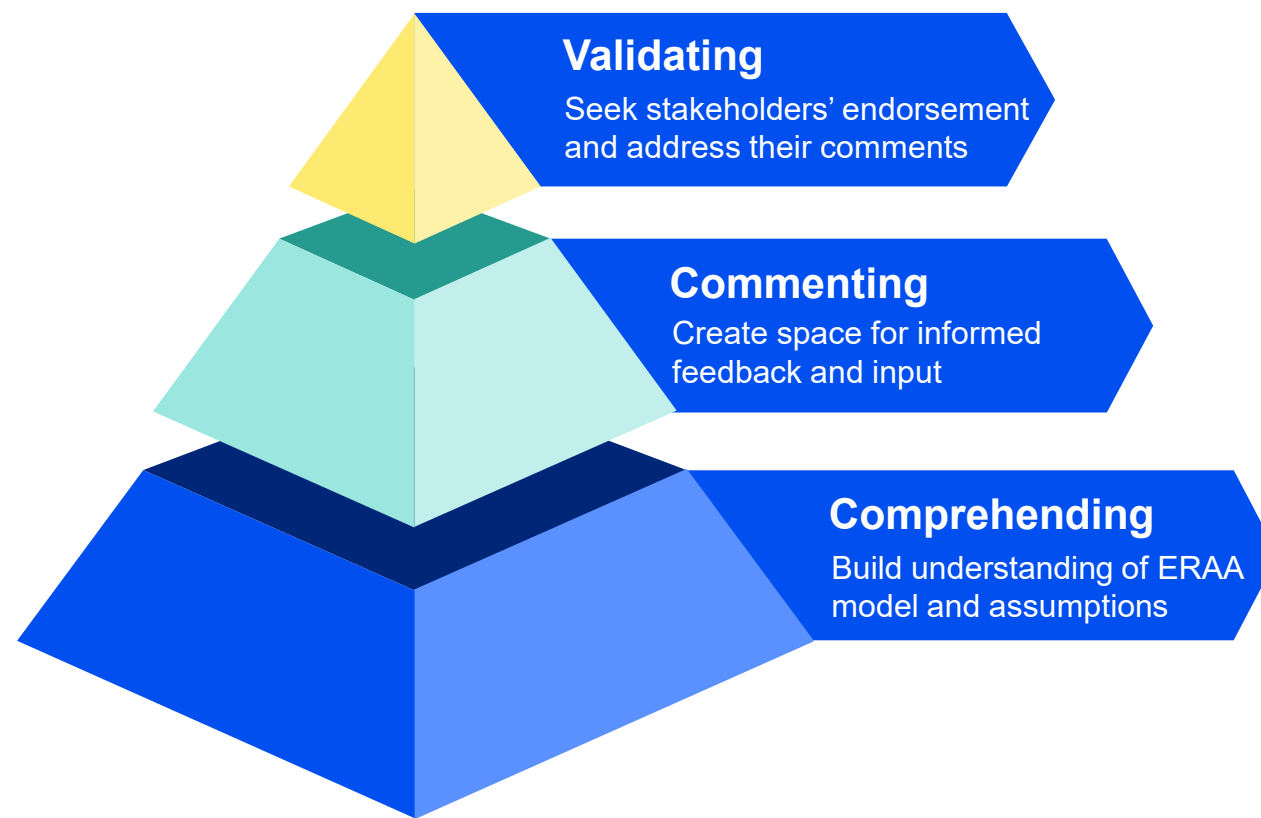 Validating
Seek stakeholders’ endorsement
and address their comments
Commenting
Create space for informed
feedback and input
Comprehending
Build understanding of ERAA
model and assumptions